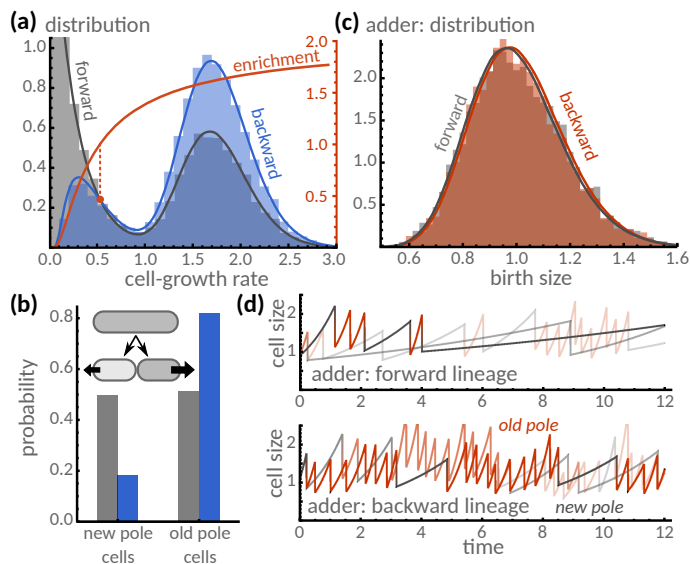 (a) distribution
1.0
0.8
0.6
0.4
0.2
0.0
0.5
1.0
1.5
2.0
2.5
3.0
2.0
1.5
1.0
0.5
forward
enrichment
backward
cell-growth rate
(c) adder: distribution
2.0
1.5
1.0
0.5
0.6
0.8
1.0
1.2
1.4
1.6
forward
backward
birth size
(b)
probability
0.8
0.6
0.4
0.2
0.0
new pole cells
old pole cells
(d)
cell size
2
1
adder: forward lineage
0
2
4
6
8
10
12
cell size
2
1
old pole
adder: backward lineage
new pole
0
2
4
6
8
10
12
time